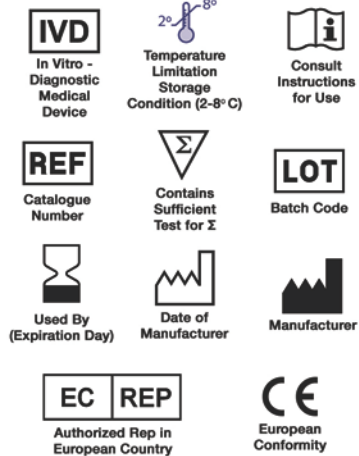 IVD
In Vitro -
Diagnostic
Medical
Device
2° 8°
Temperature
Limitation
Storage
Condition (2-8° C)
i
Consult
Instructions
for Use
REF
Catalogue
Number
Σ
Contains
Sufficient
Test for Σ
LOT
Batch Code
Used By
(Expiration Day)
Date of
Manufacturer
Manufacturer
EC REP
Authorized Rep in
European Country
CE
European
Conformity